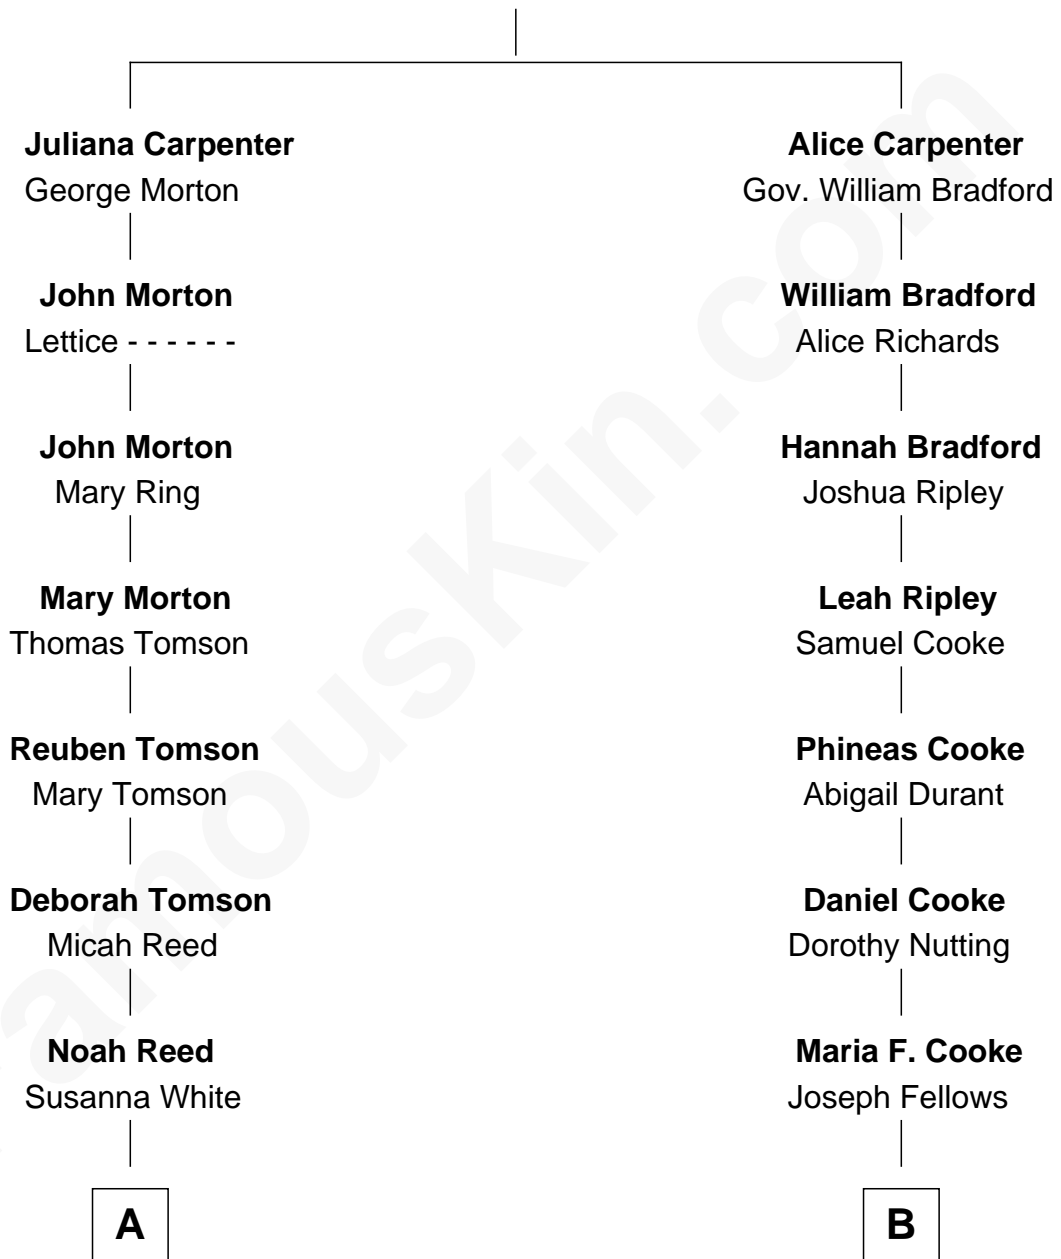 Juliana Carpenter
George Morton
John Morton
Lettice - - - - - -
John Morton
Mary Ring
Mary Morton
Thomas Tomson
Reuben Tomson
Mary Tomson
Deborah Tomson
Micah Reed
Noah Reed
Susanna White
A
Alice Carpenter
Gov. William Bradford
William Bradford
Alice Richards
Hannah Bradford
Joshua Ripley
Leah Ripley
Samuel Cooke
Phineas Cooke
Abigail Durant
Daniel Cooke
Dorothy Nutting
Maria F. Cooke
Joseph Fellows
B
amouskin.com